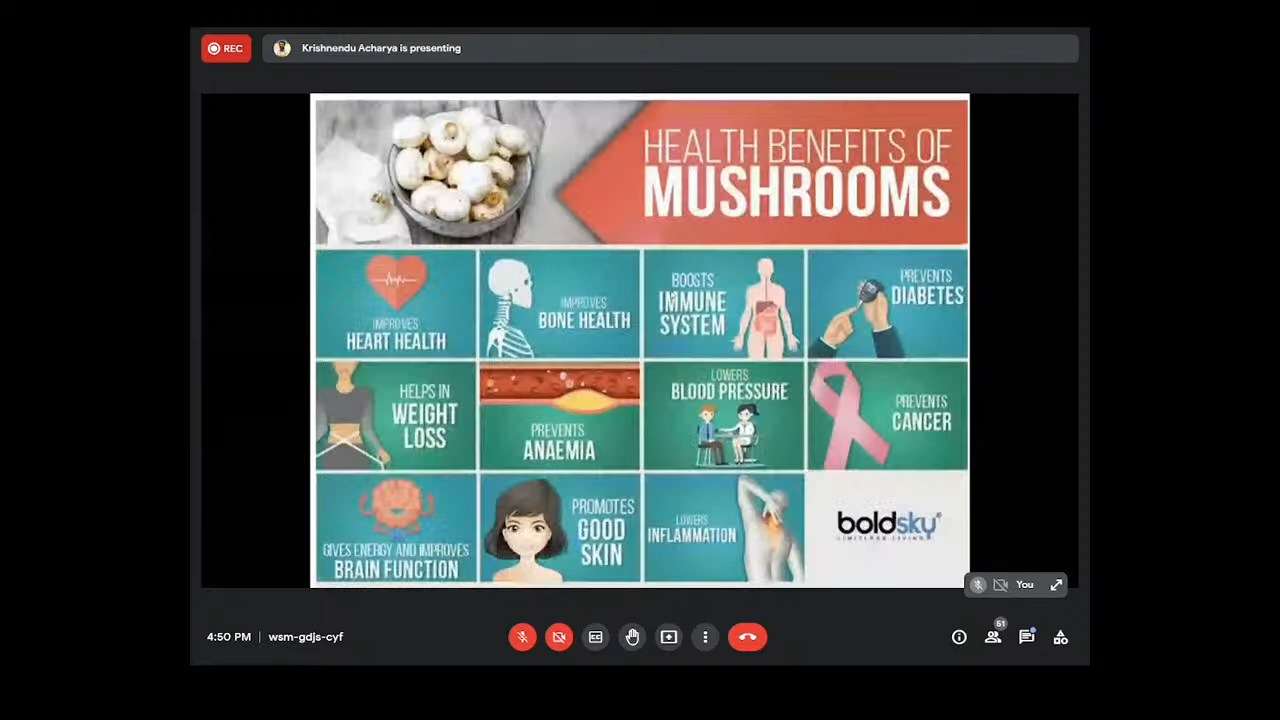 REC
Krishnendu Acharya is presenting
HEALTH BENEFITS OF
MUSHROOMS
IMPROVES
HEART HEALTH
IMPROVES
BONE HEALTH
BOOSTS
IMMUNE
SYSTEM
PREVENTS
DIABETES
HELPS IN
WEIGHT
LOSS
PREVENTS
ANAEMIA
LOWERS
BLOOD PRESSURE
PREVENTS
CANCER
GIVES ENERGY AND IMPROVES
BRAIN FUNCTION
PROMOTES
GOOD
SKIN
LOWERS
INFLAMMATION
boldsky
LIMITLESS LIVING
You
4:50 PM | wsm-gdjs-cyf
51